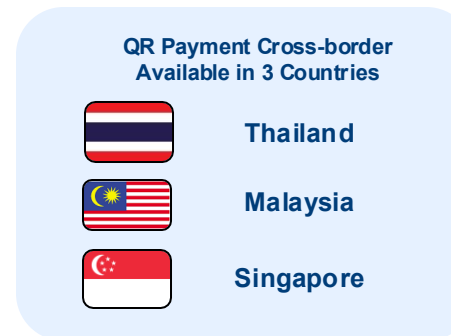 QR Payment Cross-border
Available in 3 Countries
Thailand
Malaysia
Singapore